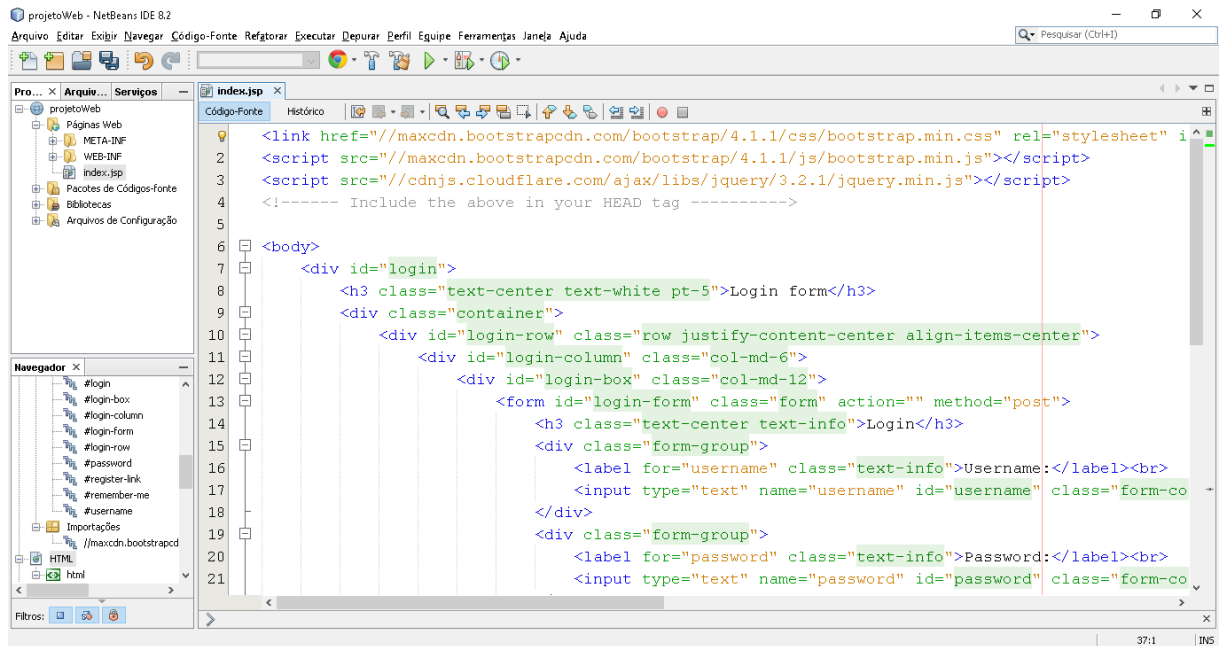 projetoWeb - NetBeans IDE 8.2
Arquivo Editar Exibir Navegar Código-Fonte Refatorar Executar Depurar Perfil Equipe Ferramentas Janela Ajuda
Pesquisar (Ctrl+I)
Pro... Arquiv... Serviços
projetoWeb
Páginas Web
META-INF
WEB-INF
index.jsp
Pacotes de Códigos-fonte
Bibliotecas
Arquivos de Configuração
Navegador
#login
#login-box
#login-column
#login-form
#login-row
#password
#register-link
#remember-me
#username
Importações
//maxcdn.bootstrapcd
HTML
html
Filtros:
index.jsp
Código-Fonte Histórico
<link href="//maxcdn.bootstrapcdn.com/bootstrap/4.1.1/css/bootstrap.min.css" rel="stylesheet" i
2 <script src="//maxcdn.bootstrapcdn.com/bootstrap/4.1.1/js/bootstrap.min.js"></script>
3 <script src="//cdnjs.cloudflare.com/ajax/libs/jquery/3.2.1/jquery.min.js"></script>
4 <!------ Include the above in your HEAD tag ---------->
5
6 <body>
7 <div id="login">
8 <h3 class="text-center text-white pt-5">Login form</h3>
9 <div class="container">
10 <div id="login-row" class="row justify-content-center align-items-center">
11 <div id="login-column" class="col-md-6">
12 <div id="login-box" class="col-md-12">
13 <form id="login-form" class="form" action="" method="post">
14 <h3 class="text-center text-info">Login</h3>
15 <div class="form-group">
16 <label for="username" class="text-info">Username:</label><br>
17 <input type="text" name="username" id="username" class="form-co
18 </div>
19 <div class="form-group">
20 <label for="password" class="text-info">Password:</label><br>
21 <input type="text" name="password" id="password" class="form-co
37:1 INS